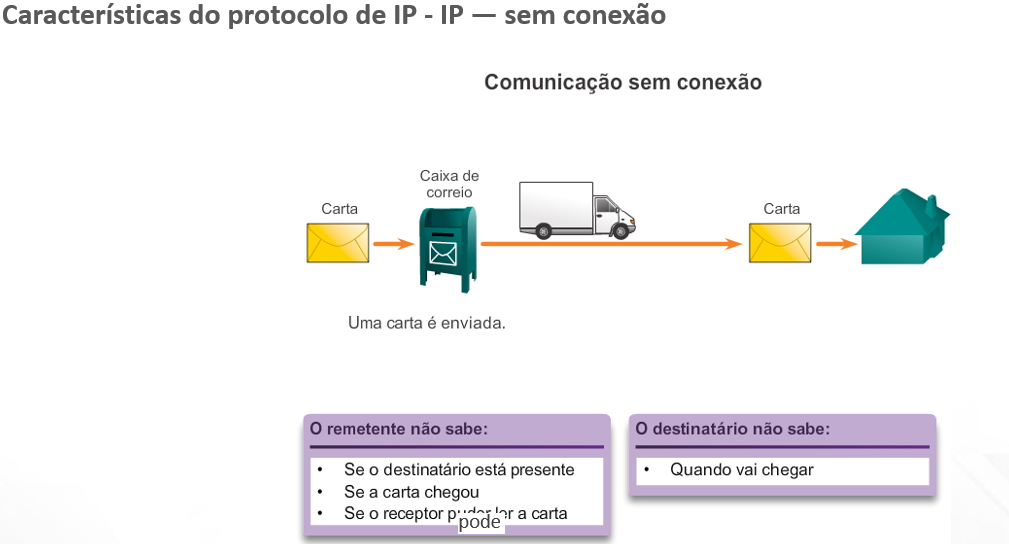 Características do protocolo de IP - IP — sem conexão
Comunicação sem conexão
Caixa de
correio
Carta
Carta
Uma carta é enviada.
O remetente não sabe:
• Se o destinatário está presente
• Se a carta chegou
• Se o receptor puder ler a carta
pode
O destinatário não sabe:
• Quando vai chegar